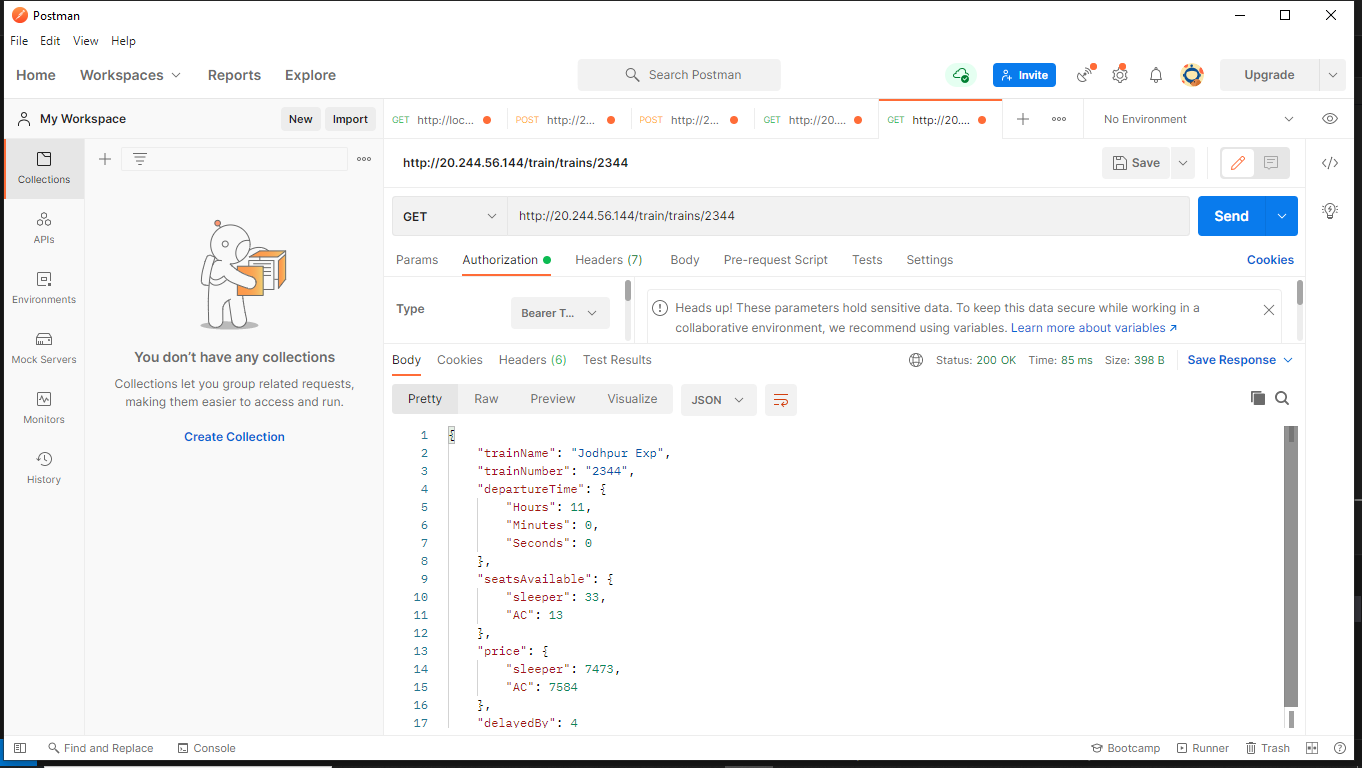 Postman
File Edit View Help
Home Workspaces Reports Explore Search Postman Invite Upgrade
My Workspace New Import
GET http://loc... POST http://2... POST http://2... GET http://20.... GET http://20.... No Environment
Collections
APIs
Environments
Mock Servers
Monitors
History
You don't have any collections
Collections let you group related requests,
making them easier to access and run.
Create Collection
http://20.244.56.144/train/trains/2344 Save
GET http://20.244.56.144/train/trains/2344 Send
Params Authorization Headers (7) Body Pre-request Script Tests Settings Cookies
Type Bearer T...
Heads up! These parameters hold sensitive data. To keep this data secure while working in a
collaborative environment, we recommend using variables. Learn more about variables ↗
Body Cookies Headers (6) Test Results Status: 200 OK Time: 85 ms Size: 398 B Save Response
Pretty Raw Preview Visualize JSON
1 {
2 "trainName": "Jodhpur Exp",
3 "trainNumber": "2344",
4 "departureTime": {
5 "Hours": 11,
6 "Minutes": 0,
7 "Seconds": 0
8 },
9 "seatsAvailable": {
10 "sleeper": 33,
11 "AC": 13
12 },
13 "price": {
14 "sleeper": 7473,
15 "AC": 7584
16 },
17 "delayedBy": 4
Find and Replace Console Bootcamp Runner Trash